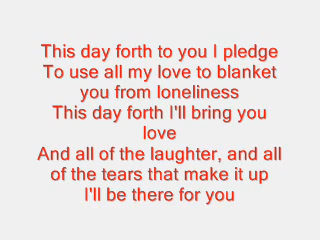 This day forth to you I pledge
To use all my love to blanket
you from loneliness
This day forth I'll bring you
love
And all of the laughter, and all
of the tears that make it up
I'll be there for you